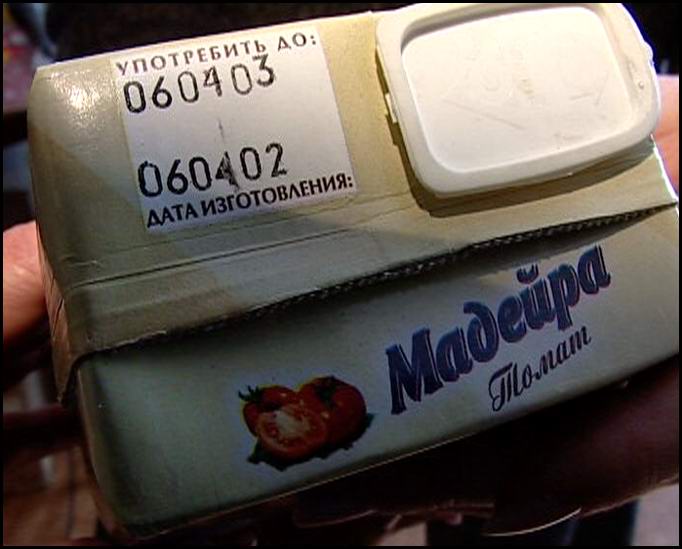 УПОТРЕБИТЬ ДО:
060403
060402
ДАТА ИЗГОТОВЛЕНИЯ:
Мадейра
Томат